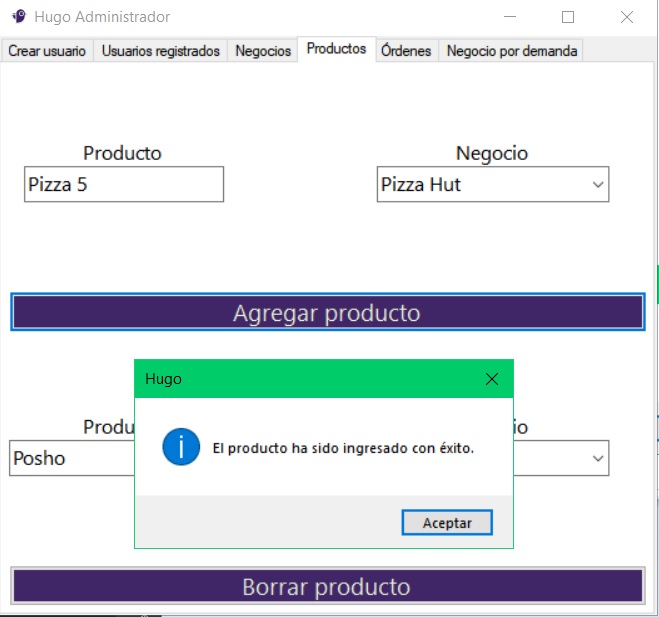 Hugo Administrador
Crear usuario Usuarios registrados Negocios Productos Órdenes Negocio por demanda
Producto Negocio
Pizza 5 Pizza Hut
Agregar producto
Hugo
Produ io
El producto ha sido ingresado con éxito.
Posho
Aceptar
Borrar producto